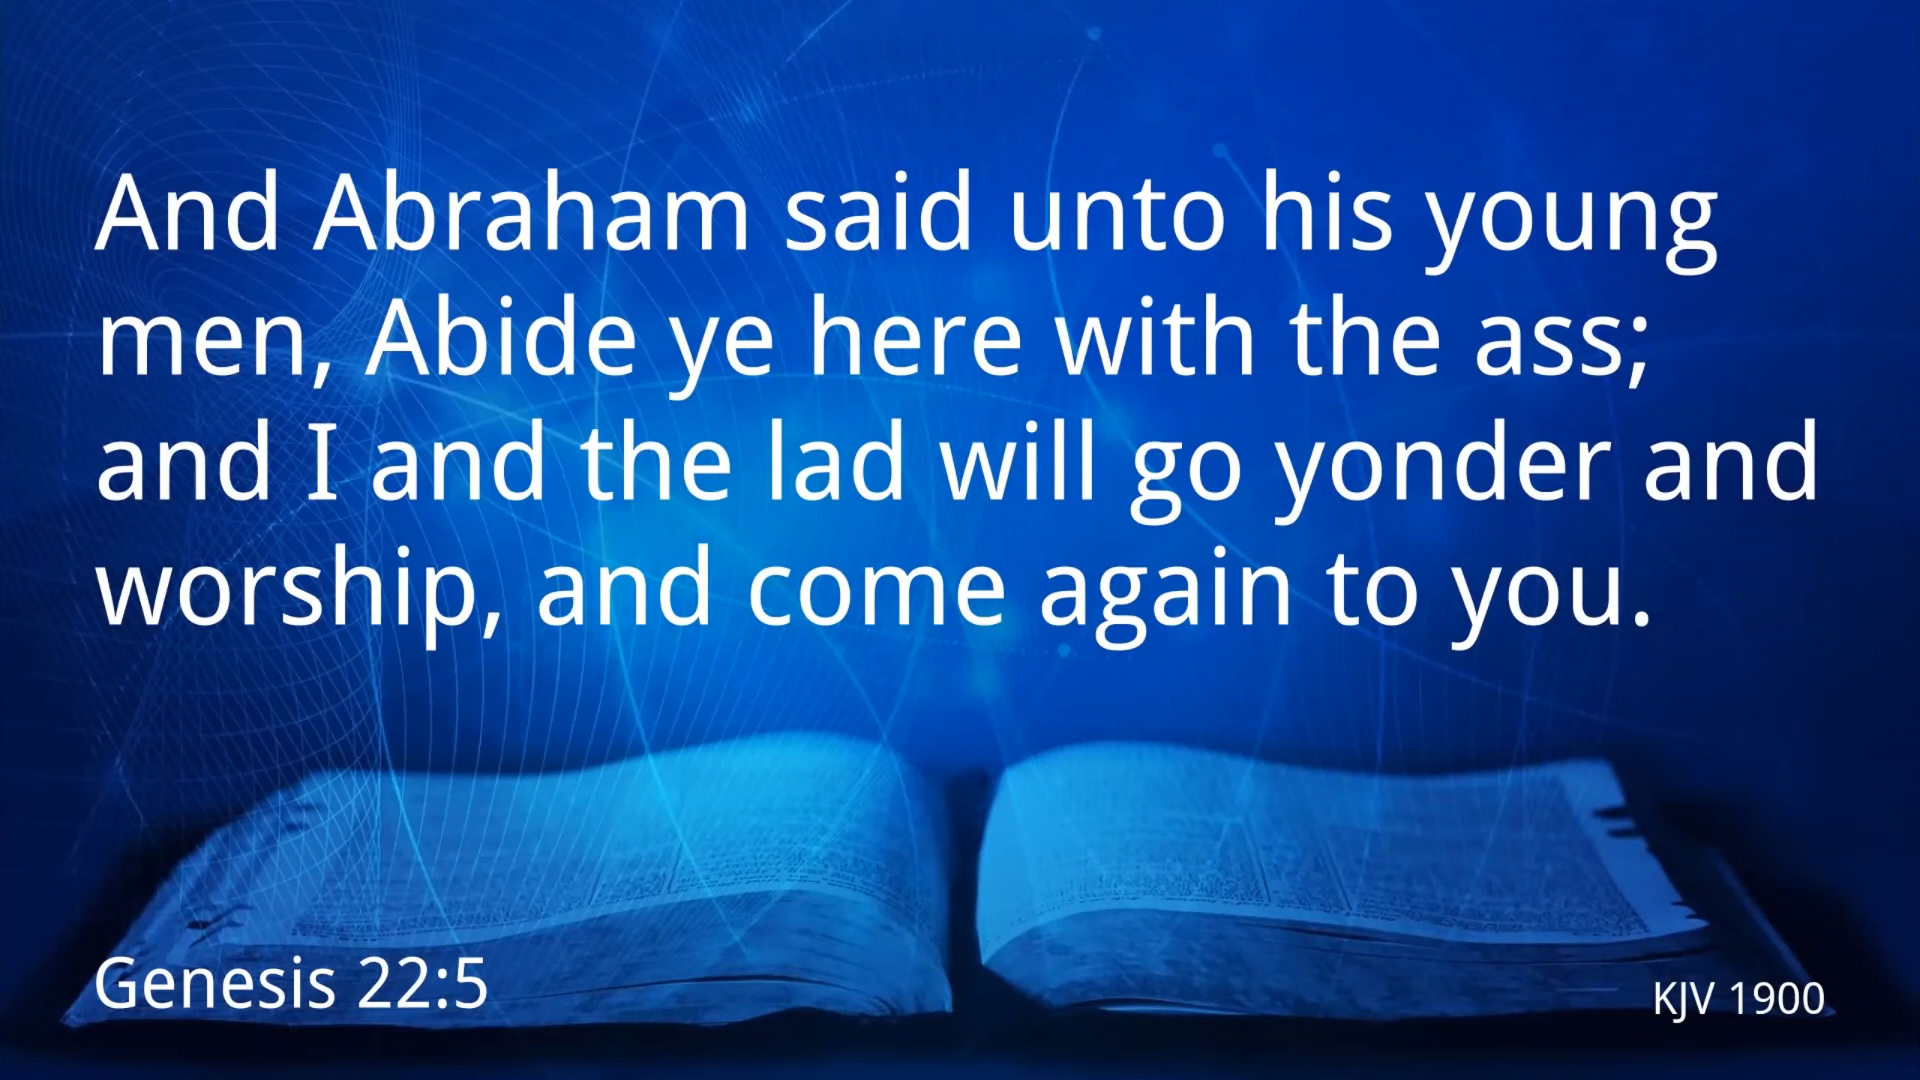 And Abraham said unto his young
men, Abide ye here with the ass;
and I and the lad will go yonder and
worship, and come again to you.
Genesis 22:5
KJV 1900